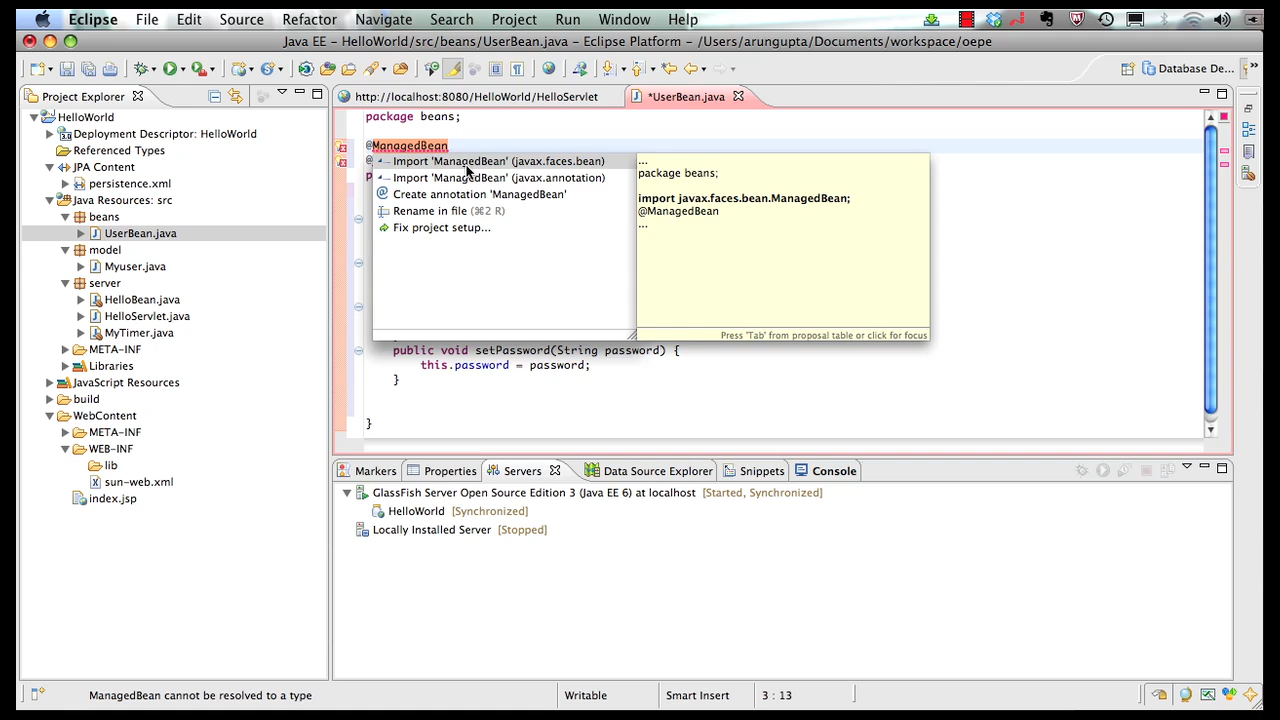 Eclipse File Edit Source Refactor Navigate Search Project Run Window Help
Java EE - HelloWorld/src/beans/UserBean.java - Eclipse Platform - /Users/arungupta/Documents/workspace/oepe
Database De...
Project Explorer
HelloWorld
Deployment Descriptor: HelloWorld
Referenced Types
JPA Content
persistence.xml
Java Resources: src
beans
UserBean.java
model
Myuser.java
server
HelloBean.java
HelloServlet.java
MyTimer.java
META-INF
Libraries
JavaScript Resources
build
WebContent
META-INF
WEB-INF
lib
sun-web.xml
index.jsp
http://localhost:8080/HelloWorld/HelloServlet
*UserBean.java
package beans;
@ManagedBean
@
Import 'ManagedBean' (javax.faces.bean)
Import 'ManagedBean' (javax.annotation)
Create annotation 'ManagedBean'
Rename in file (⌘2 R)
Fix project setup...
...
package beans;
import javax.faces.bean.ManagedBean;
@ManagedBean
...
Press 'Tab' from proposal table or click for focus
public void setPassword(String password) {
this.password = password;
}
}
Markers Properties Servers Data Source Explorer Snippets Console
GlassFish Server Open Source Edition 3 (Java EE 6) at localhost [Started, Synchronized]
HelloWorld [Synchronized]
Locally Installed Server [Stopped]
ManagedBean cannot be resolved to a type
Writable
Smart Insert
3 : 13